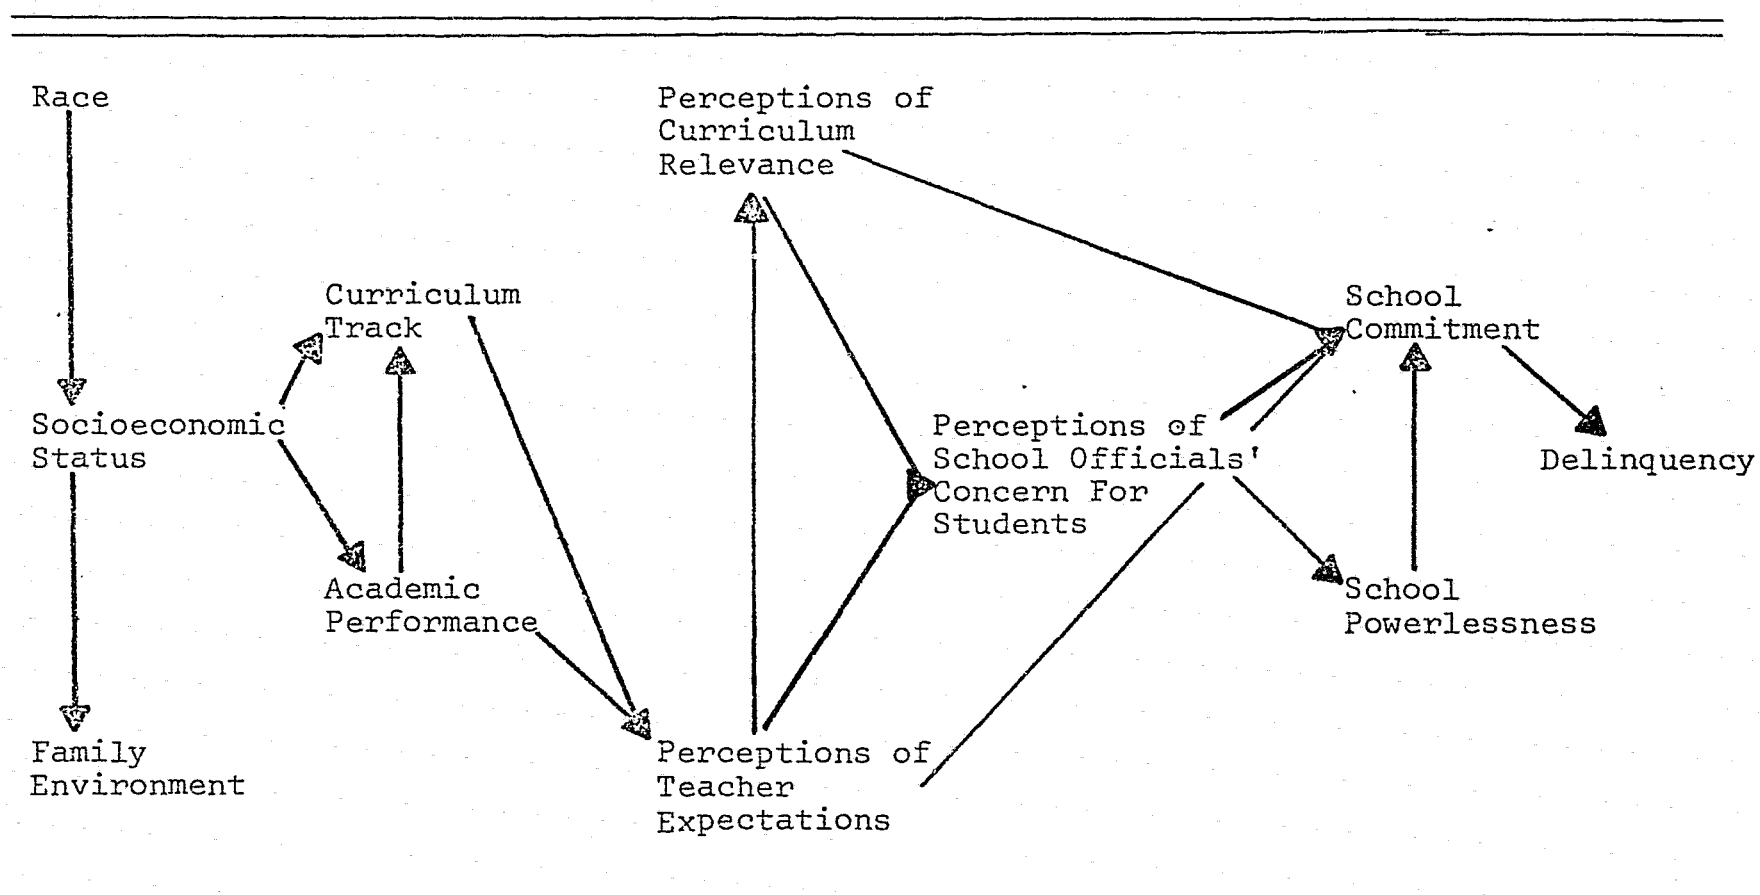 Race
Socioeconomic
Status
Family
Environment
Curriculum
Track
Academic
Performance
Perceptions of
Curriculum
Relevance
Perceptions of
Teacher
Expectations
Perceptions of
School Officials'
Concern For
Students
School
Commitment
School
Powerlessness
Delinquency